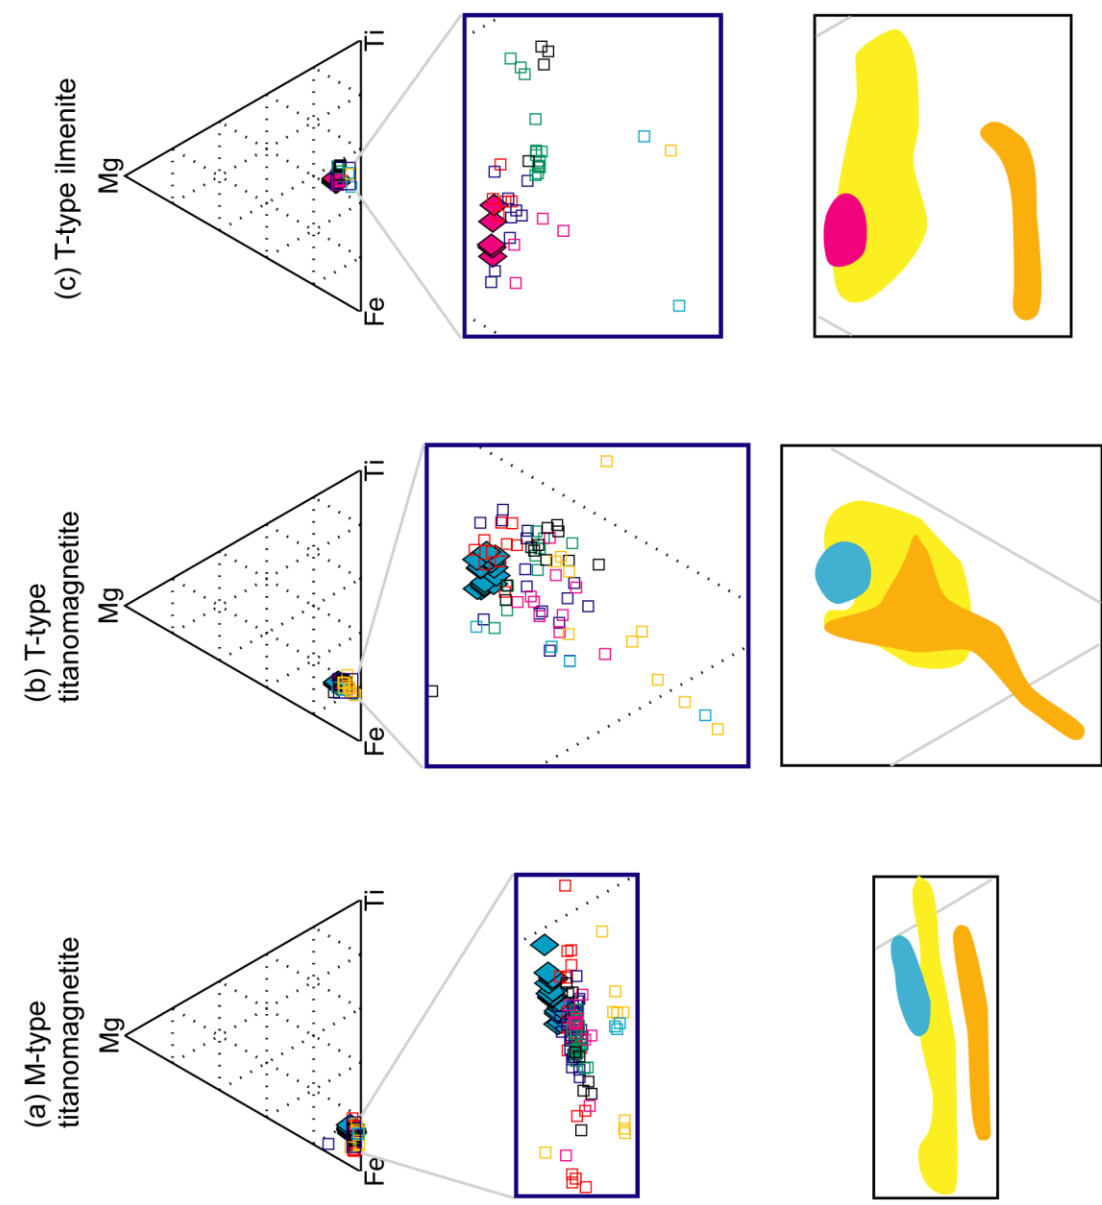 (a) M-type
titanomagnetite
Mg
Fe
Ti
(b) T-type
titanomagnetite
Mg
Fe
Ti
(c) T-type ilmenite
Mg
Fe
Ti